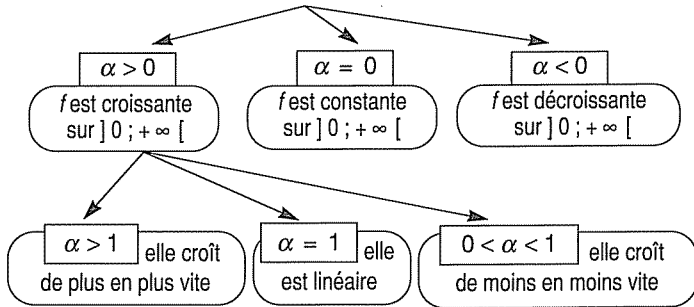 α > 0
f est croissante
sur ] 0 ; + ∞ [
α = 0
f est constante
sur ] 0 ; + ∞ [
α < 0
f est décroissante
sur ] 0 ; + ∞ [
α > 1 elle croît
de plus en plus vite
α = 1 elle
est linéaire
0 < α < 1 elle croît
de moins en moins vite